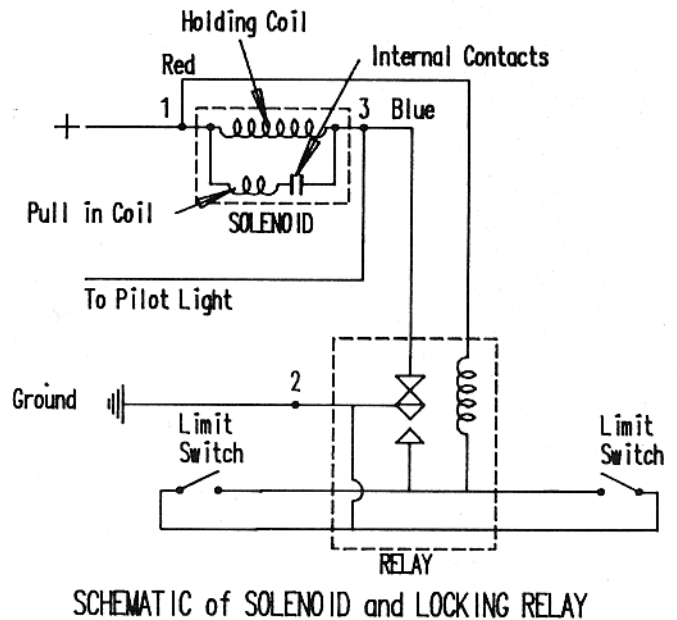 Holding Coil
Internal Contacts
Red
1
3 Blue
+
Pull in Coil
SOLENOID
To Pilot Light
2
Ground
Limit
Switch
Limit
Switch
RELAY
SCHEMATIC of SOLENOID and LOCKING RELAY